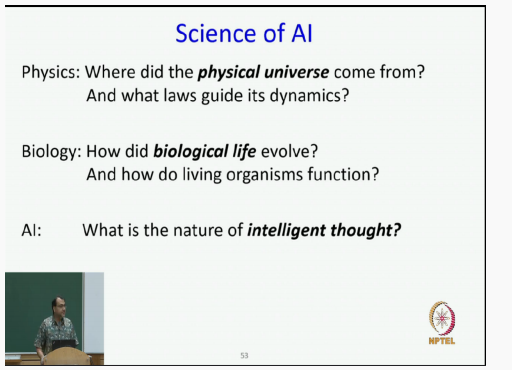 Science of AI
Physics: Where did the physical universe come from?
And what laws guide its dynamics?
Biology: How did biological life evolve?
And how do living organisms function?
AI: What is the nature of intelligent thought?
NPTEL
53